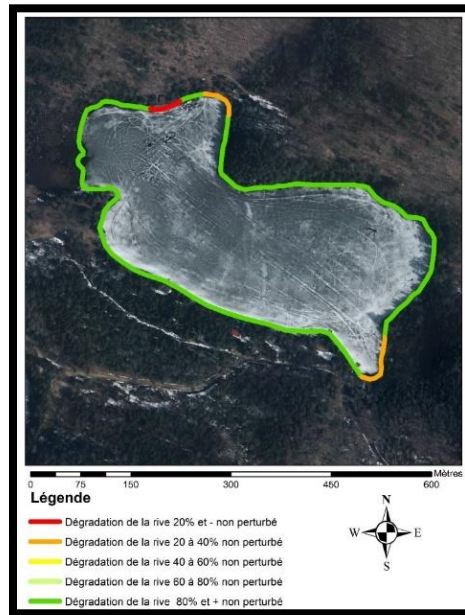 Mètres
0 75 150 300 450 600
Légende
N
Dégradation de la rive 20% et - non perturbé
Dégradation de la rive 20 à 40% non perturbé
W E
Dégradation de la rive 40 à 60% non perturbé
Dégradation de la rive 60 à 80% non perturbé
S
Dégradation de la rive 80% et + non perturbé